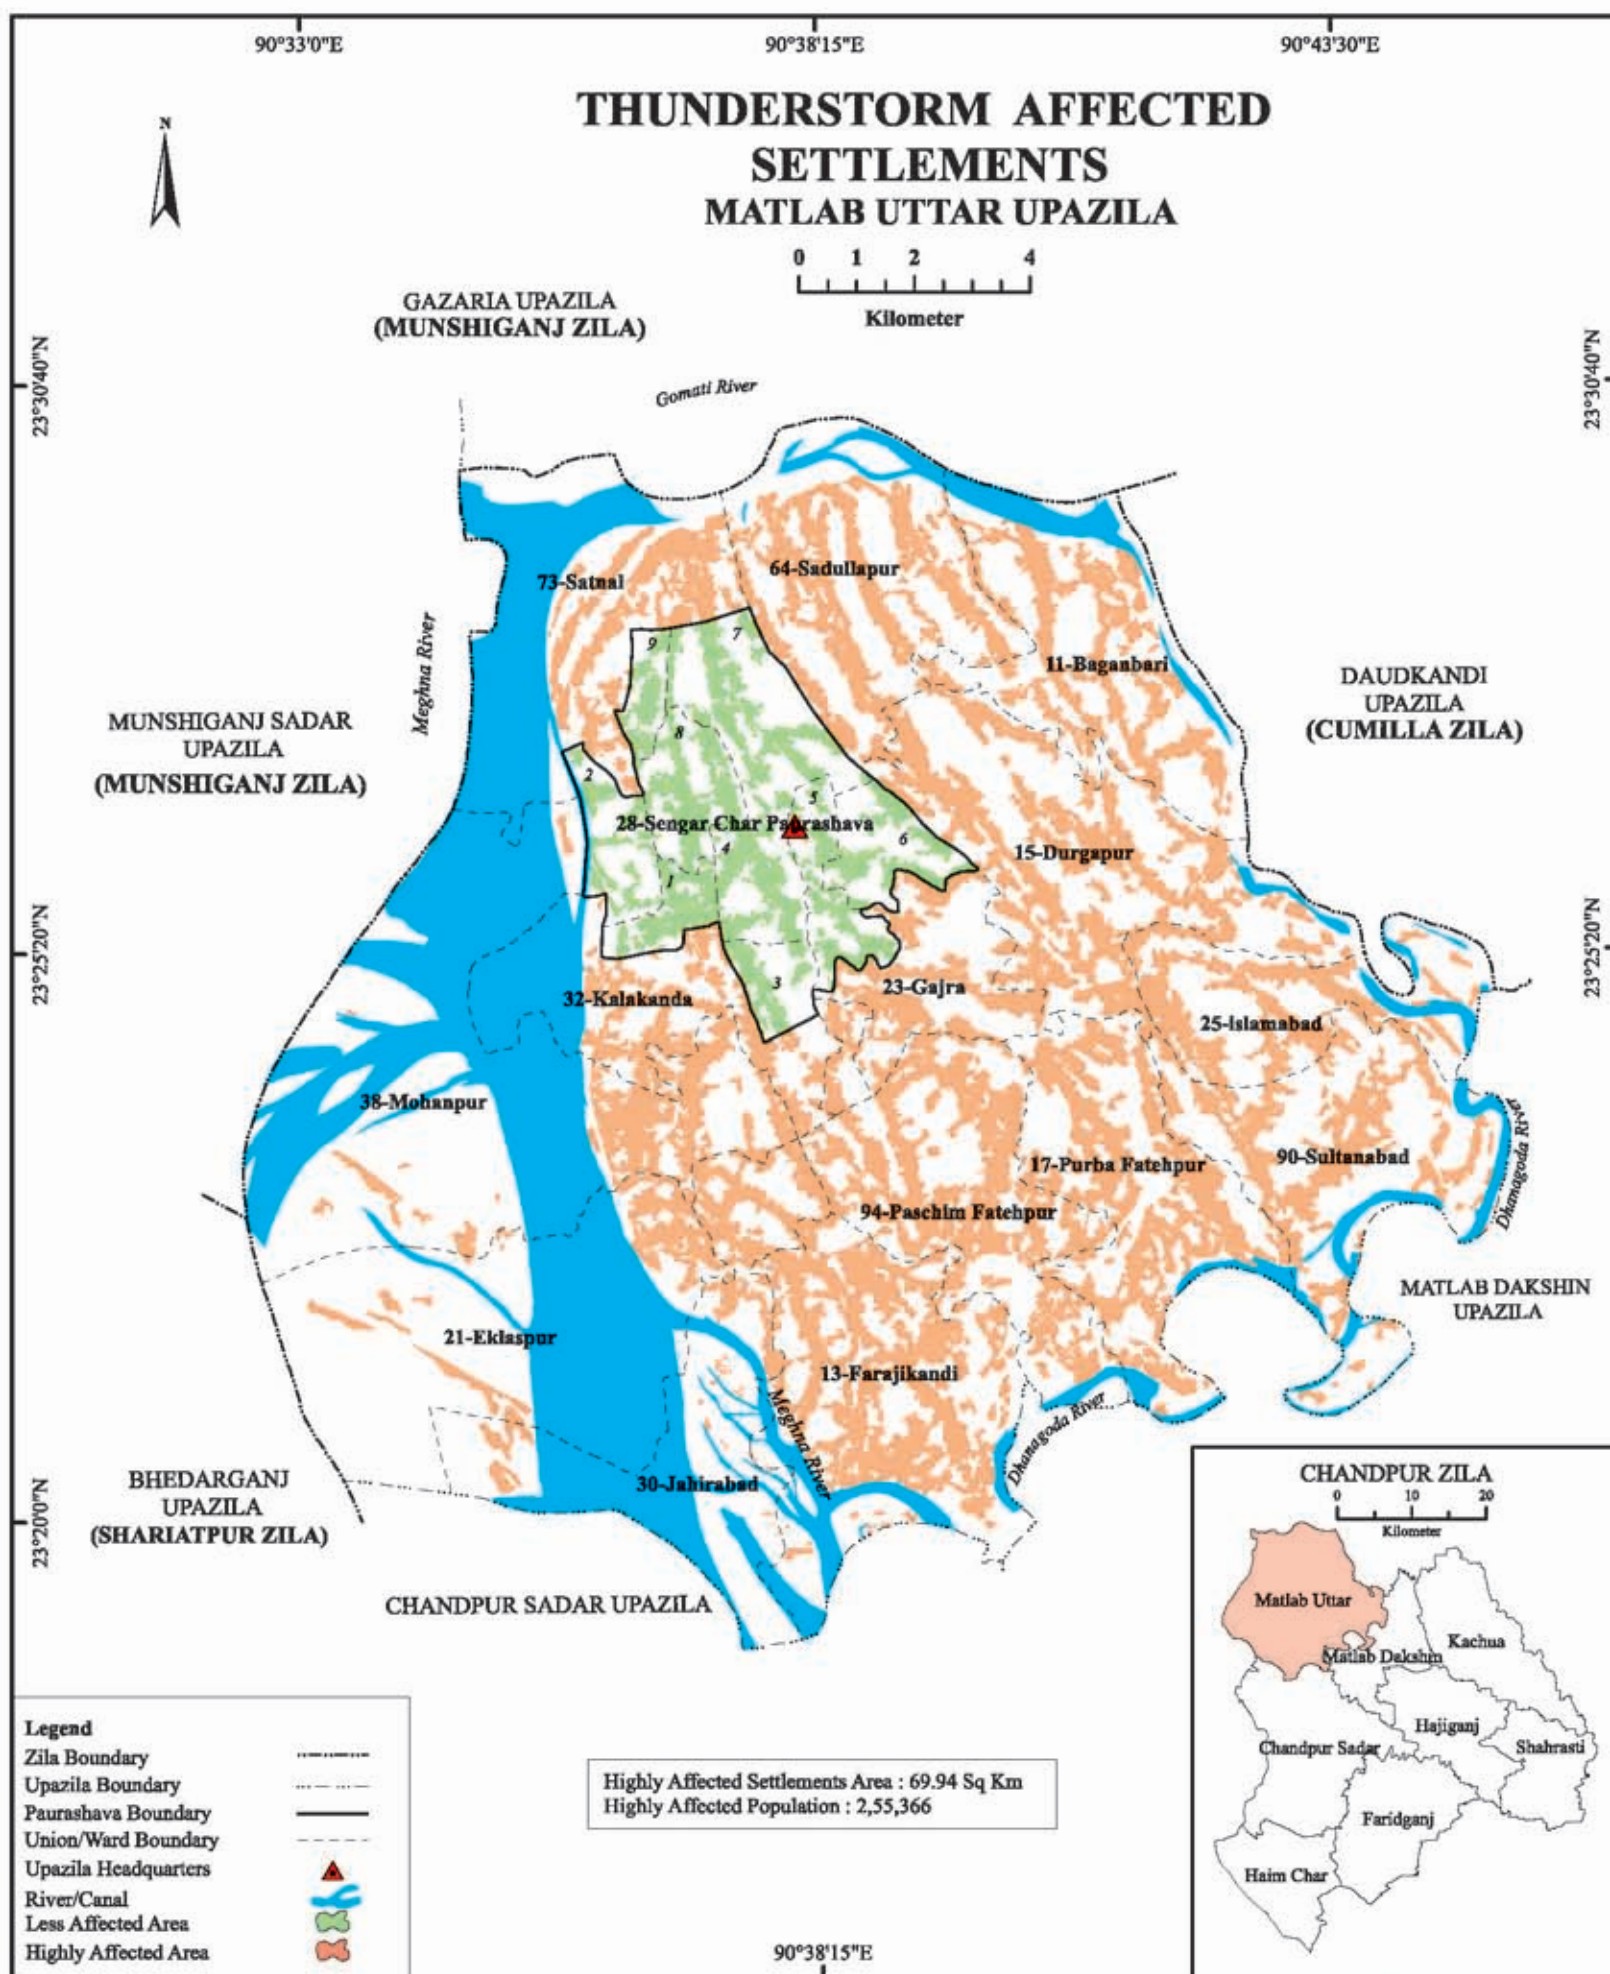 90°33'0"E
90°38'15"E
90°43'30"E
THUNDERSTORM AFFECTED
SETTLEMENTS
MATLAB UTTAR UPAZILA
N
0 1 2 4
Kilometer
GAZARIA UPAZILA
(MUNSHIGANJ ZILA)
23°30'40"N
23°30'40"N
Gomati River
73-Satnal
64-Sadullapur
Meghna River
9
7
11-Baganbari
DAUDKANDI
UPAZILA
(CUMILLA ZILA)
MUNSHIGANJ SADAR
UPAZILA
(MUNSHIGANJ ZILA)
8
2
5
28-Sengar Char Paurashava
6
4
15-Durgapur
1
23°25'20"N
23°25'20"N
3
23-Gajra
32-Kalakanda
25-Islamabad
38-Mohanpur
Dhanagoda River
17-Purba Fatehpur
90-Sultanabad
94-Paschim Fatehpur
MATLAB DAKSHIN
UPAZILA
21-Eklaspur
13-Farajikandi
Meghna River
Dhanagoda River
30-Jahirabad
BHEDARGANJ
UPAZILA
(SHARIATPUR ZILA)
23°20'0"N
CHANDPUR SADAR UPAZILA
CHANDPUR ZILA
0 10 20
Kilometer
Matlab Uttar
Kachua
Matlab Dakshin
Hajiganj
Chandpur Sadar
Shahrasti
Faridganj
Haim Char
Legend
Zila Boundary
Upazila Boundary
Paurashava Boundary
Union/Ward Boundary
Upazila Headquarters
River/Canal
Less Affected Area
Highly Affected Area
Highly Affected Settlements Area : 69.94 Sq Km
Highly Affected Population : 2,55,366
90°38'15"E